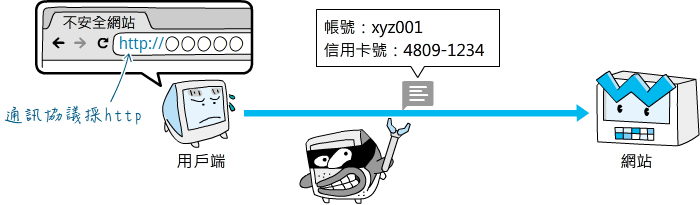 不安全網站
http://○○○○○
帳號：xyz001
信用卡號：4809-1234
通訊協議採http
用戶端
網站